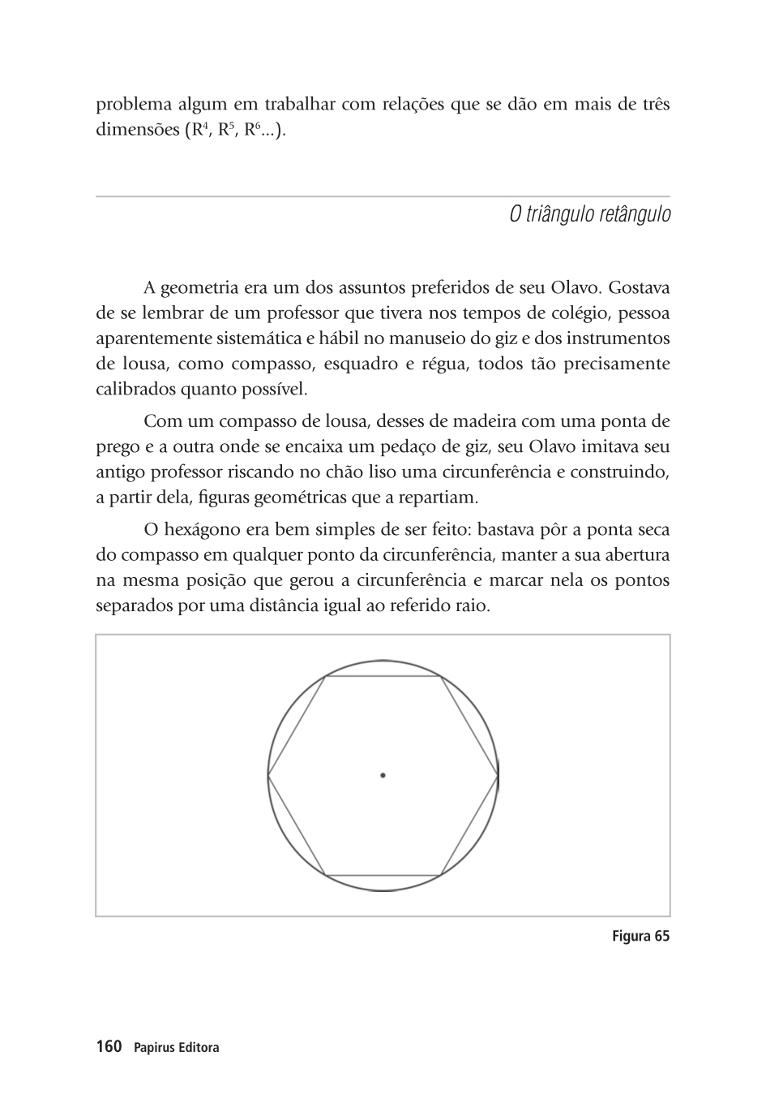 problema algum em trabalhar com relações que se dão em mais de três
dimensões (R⁴, R⁵, R⁶...).
O triângulo retângulo
A geometria era um dos assuntos preferidos de seu Olavo. Gostava
de se lembrar de um professor que tivera nos tempos de colégio, pessoa
aparentemente sistemática e hábil no manuseio do giz e dos instrumentos
de lousa, como compasso, esquadro e régua, todos tão precisamente
calibrados quanto possível.
Com um compasso de lousa, desses de madeira com uma ponta de
prego e a outra onde se encaixa um pedaço de giz, seu Olavo imitava seu
antigo professor riscando no chão liso uma circunferência e construindo,
a partir dela, figuras geométricas que a repartiam.
O hexágono era bem simples de ser feito: bastava pôr a ponta seca
do compasso em qualquer ponto da circunferência, manter a sua abertura
na mesma posição que gerou a circunferência e marcar nela os pontos
separados por uma distância igual ao referido raio.
Figura 65
160 Papirus Editora